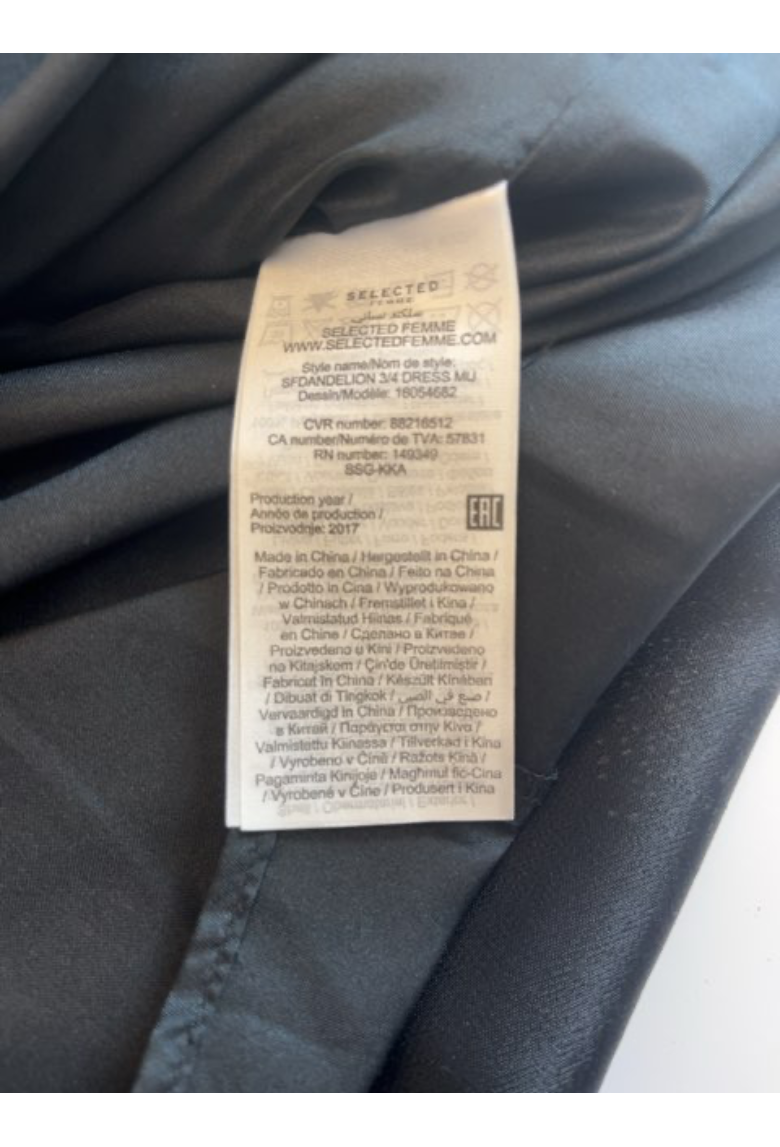 SELECTED
FEMME
سلكتد نسائي
SELECTED FEMME
WWW.SELECTEDFEMME.COM
Style name/Nom de style:
SFDANDELION 3/4 DRESS MU
Dessin/Modèle: 16054682
CVR number: 88216512
CA number/Numéro de TVA: 57831
RN number: 149349
SSG-KKA
Production year /
Année de production /
Proizvodnje: 2017
EAC
Made in China / Hergestellt in China /
Fabricado en China / Feito na China
/ Prodotto in Cina / Wyprodukowano
w Chinach / Fremstillet i Kina /
Valmistatud Hiinas / Fabriqué
en Chine / Сделано в Китае /
Proizvedeno u Kini / Proizvedeno
na Kitajskem / Çin'de Üretilmiştir /
Fabricat în China / Készült Kínában
/ Dibuat di Tiongkok / صنع في الصين /
Vervaardigd in China / Произведено
в Китай / Παράγεται στην Κίνα /
Valmistettu Kiinassa / Tillverkad i Kina
/ Vyrobeno v Číně / Ražots Ķīnā /
Pagaminta Kinijoje / Magħmul fiċ-Ċina
/ Vyrobené v Číne / Produsert i Kina